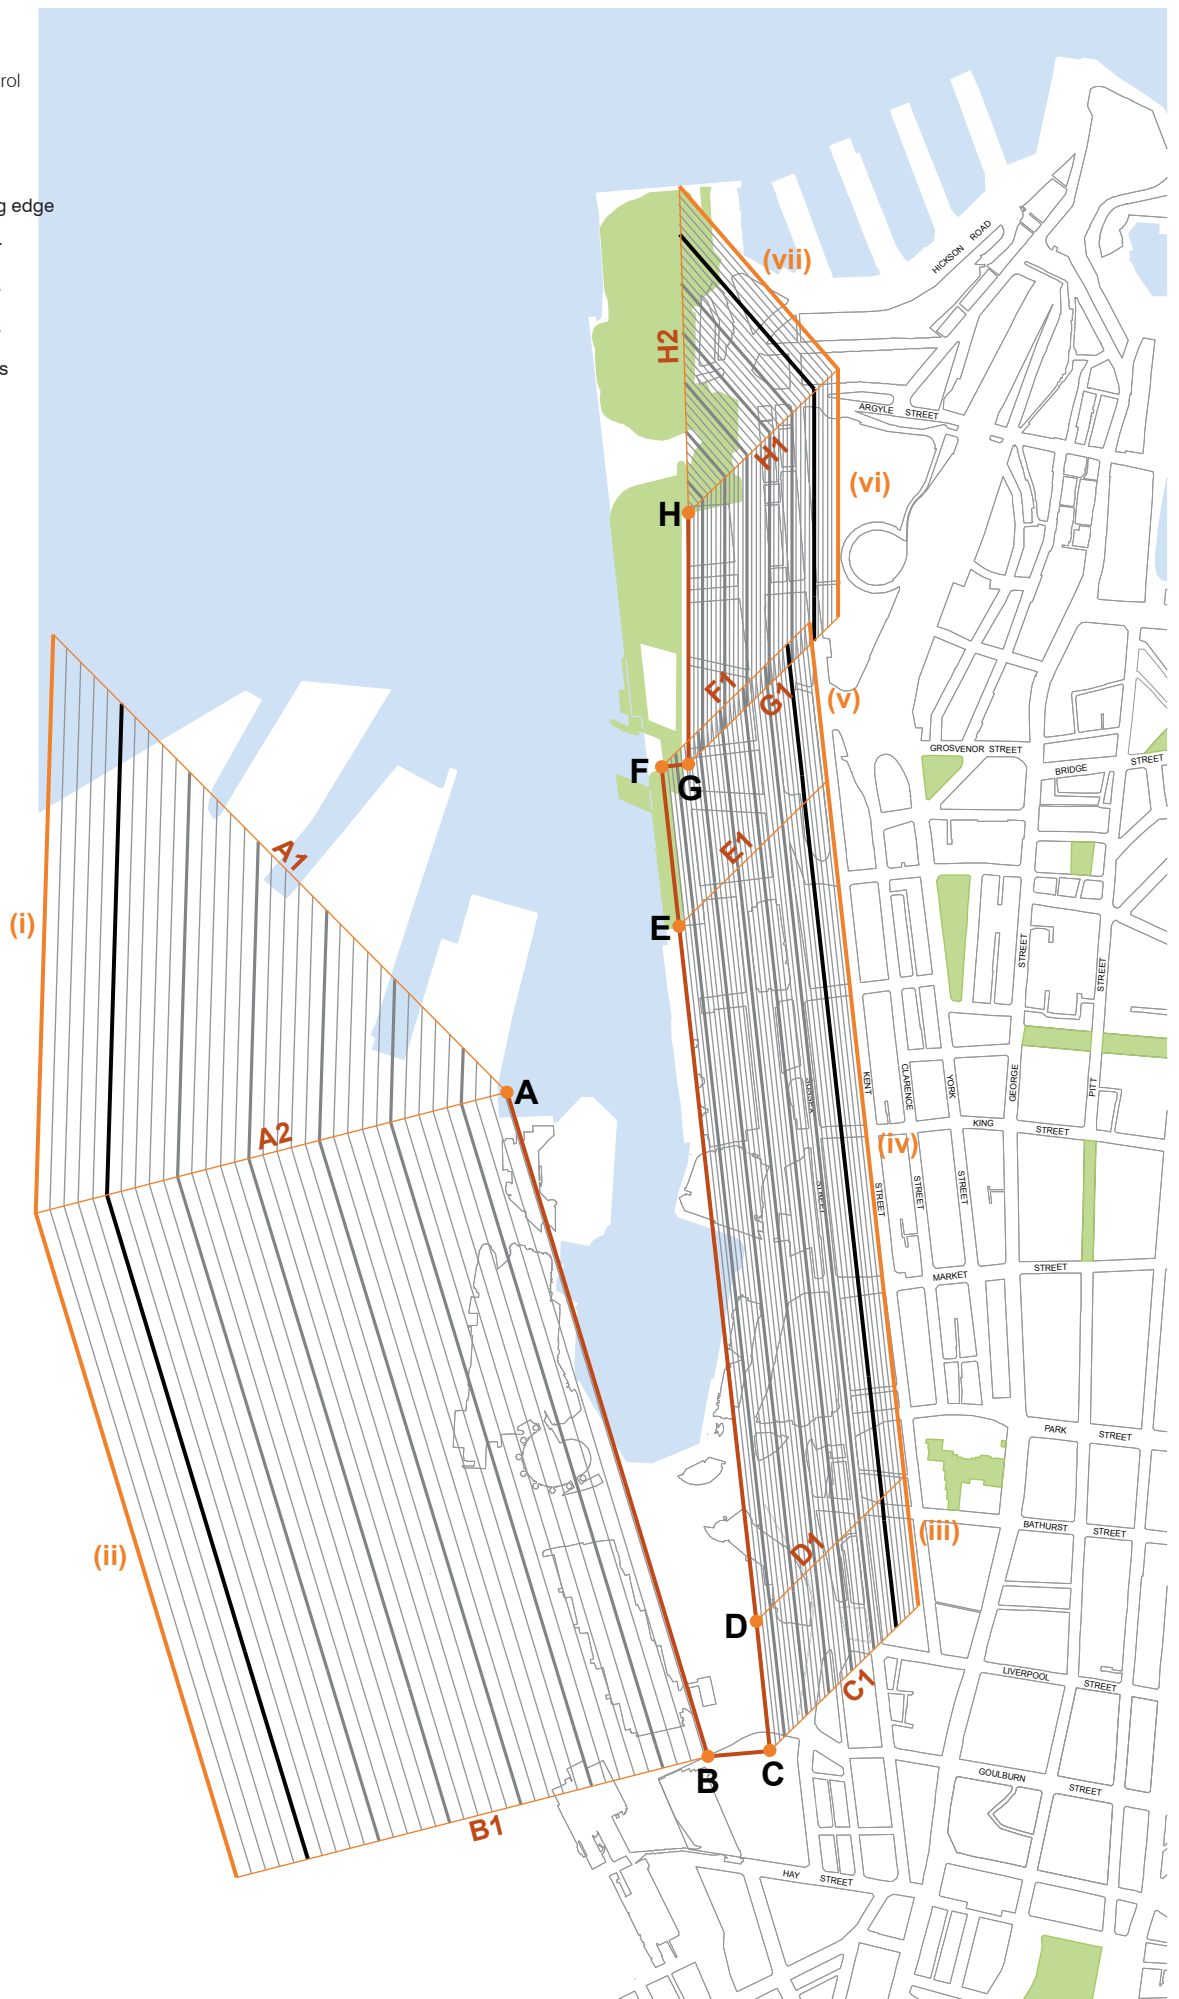 rol
g edge
s
HICKSON ROAD
(vii)
H2
ARGYLE STREET
H1
(vi)
H
F1
G1
(v)
GROSVENOR STREET
BRIDGE STREET
F
G
E1
A1
(i)
E
STREET
STREET
A
KENT
CLARENCE
YORK
GEORGE
PITT
SUSSEX
KING STREET
A2
(iv)
STREET
STREET
STREET
STREET
MARKET STREET
PARK STREET
BATHURST STREET
(iii)
D1
(ii)
D
LIVERPOOL STREET
C1
B
C
GOULBURN STREET
B1
HAY STREET